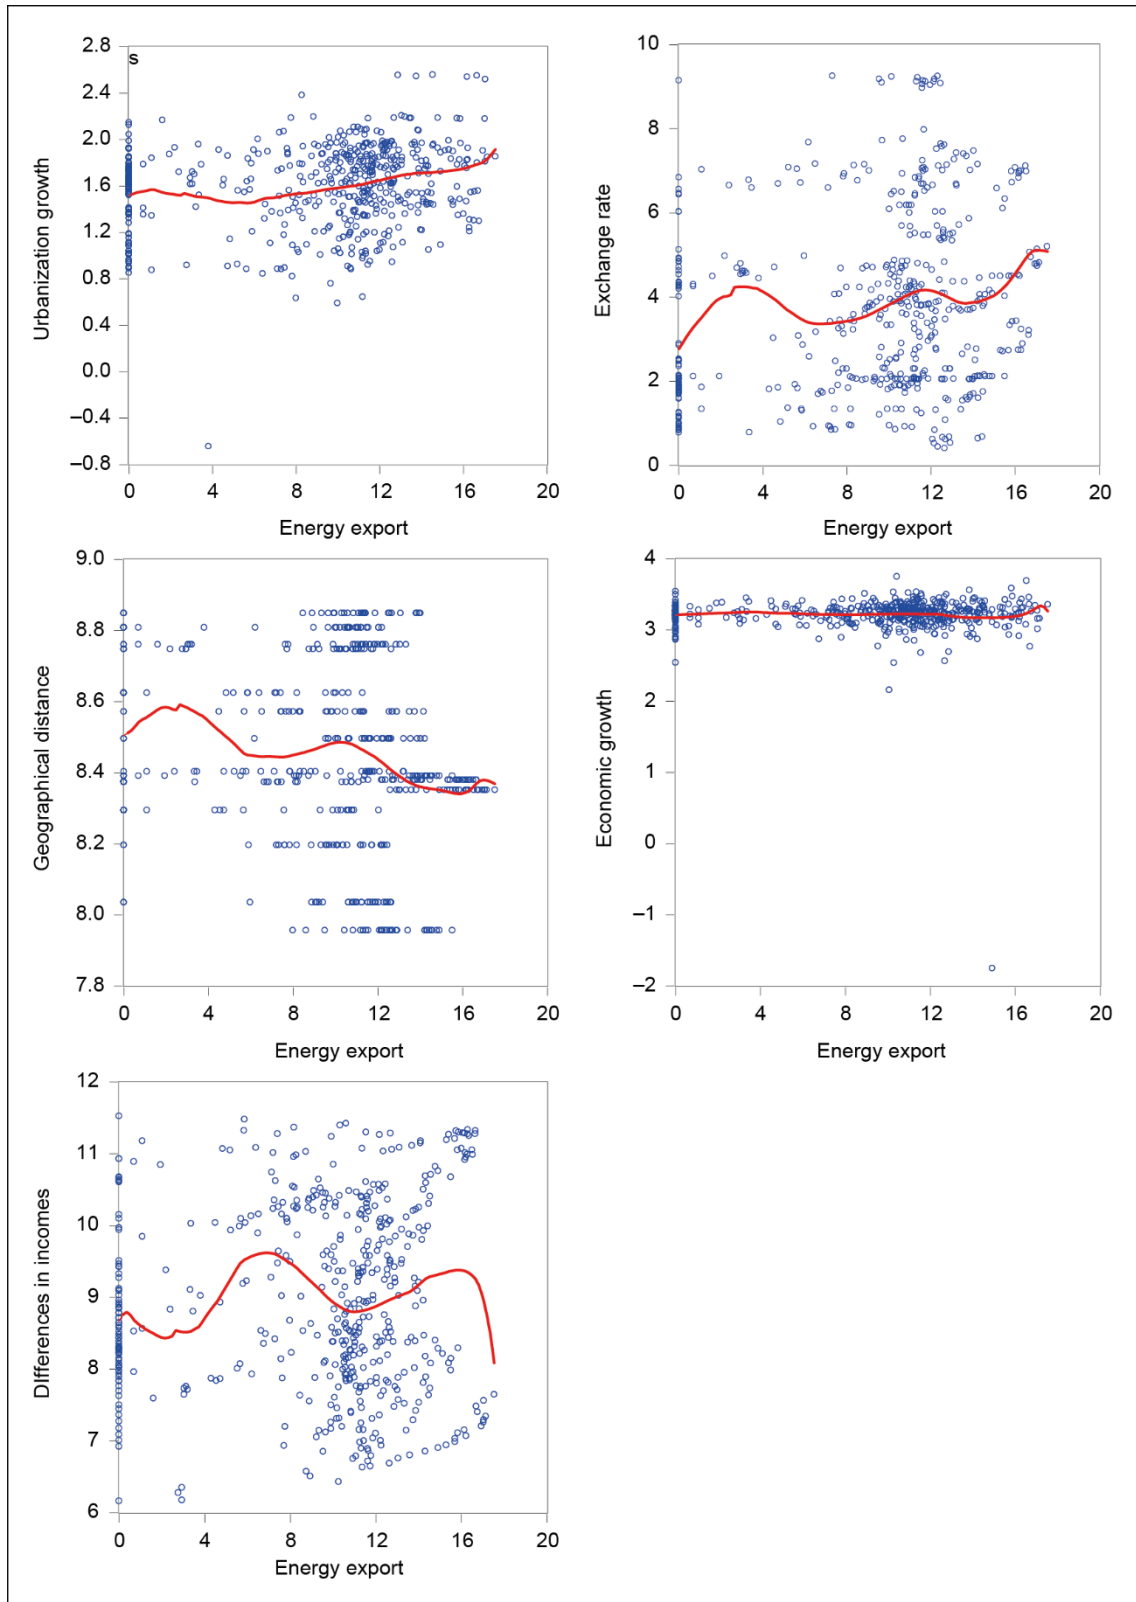 2.8
2.4
2.0
1.6
1.2
0.8
0.4
0.0
–0.4
–0.8
s
Urbanization growth
0 4 8 12 16 20
Energy export
10
8
6
4
2
0
Exchange rate
0 4 8 12 16 20
Energy export
9.0
8.8
8.6
8.4
8.2
8.0
7.8
Geographical distance
0 4 8 12 16 20
Energy export
4
3
2
1
0
–1
–2
Economic growth
0 4 8 12 16 20
Energy export
12
11
10
9
8
7
6
DIfferences in incomes
0 4 8 12 16 20
Energy export